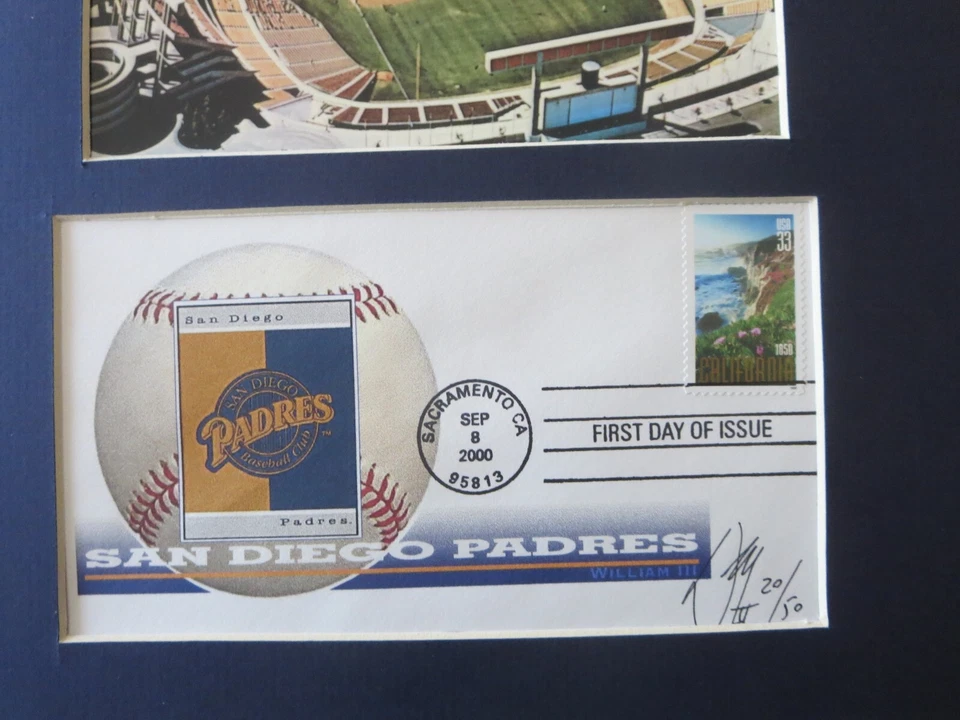 USA
33
1850
CALIFORNIA
San Diego
SAN DIEGO
PADRES
Baseball Club
Padres.
SACRAMENTO CA
SEP
8
2000
95813
FIRST DAY OF ISSUE
SAN DIEGO PADRES
WILLIAM III
20/50